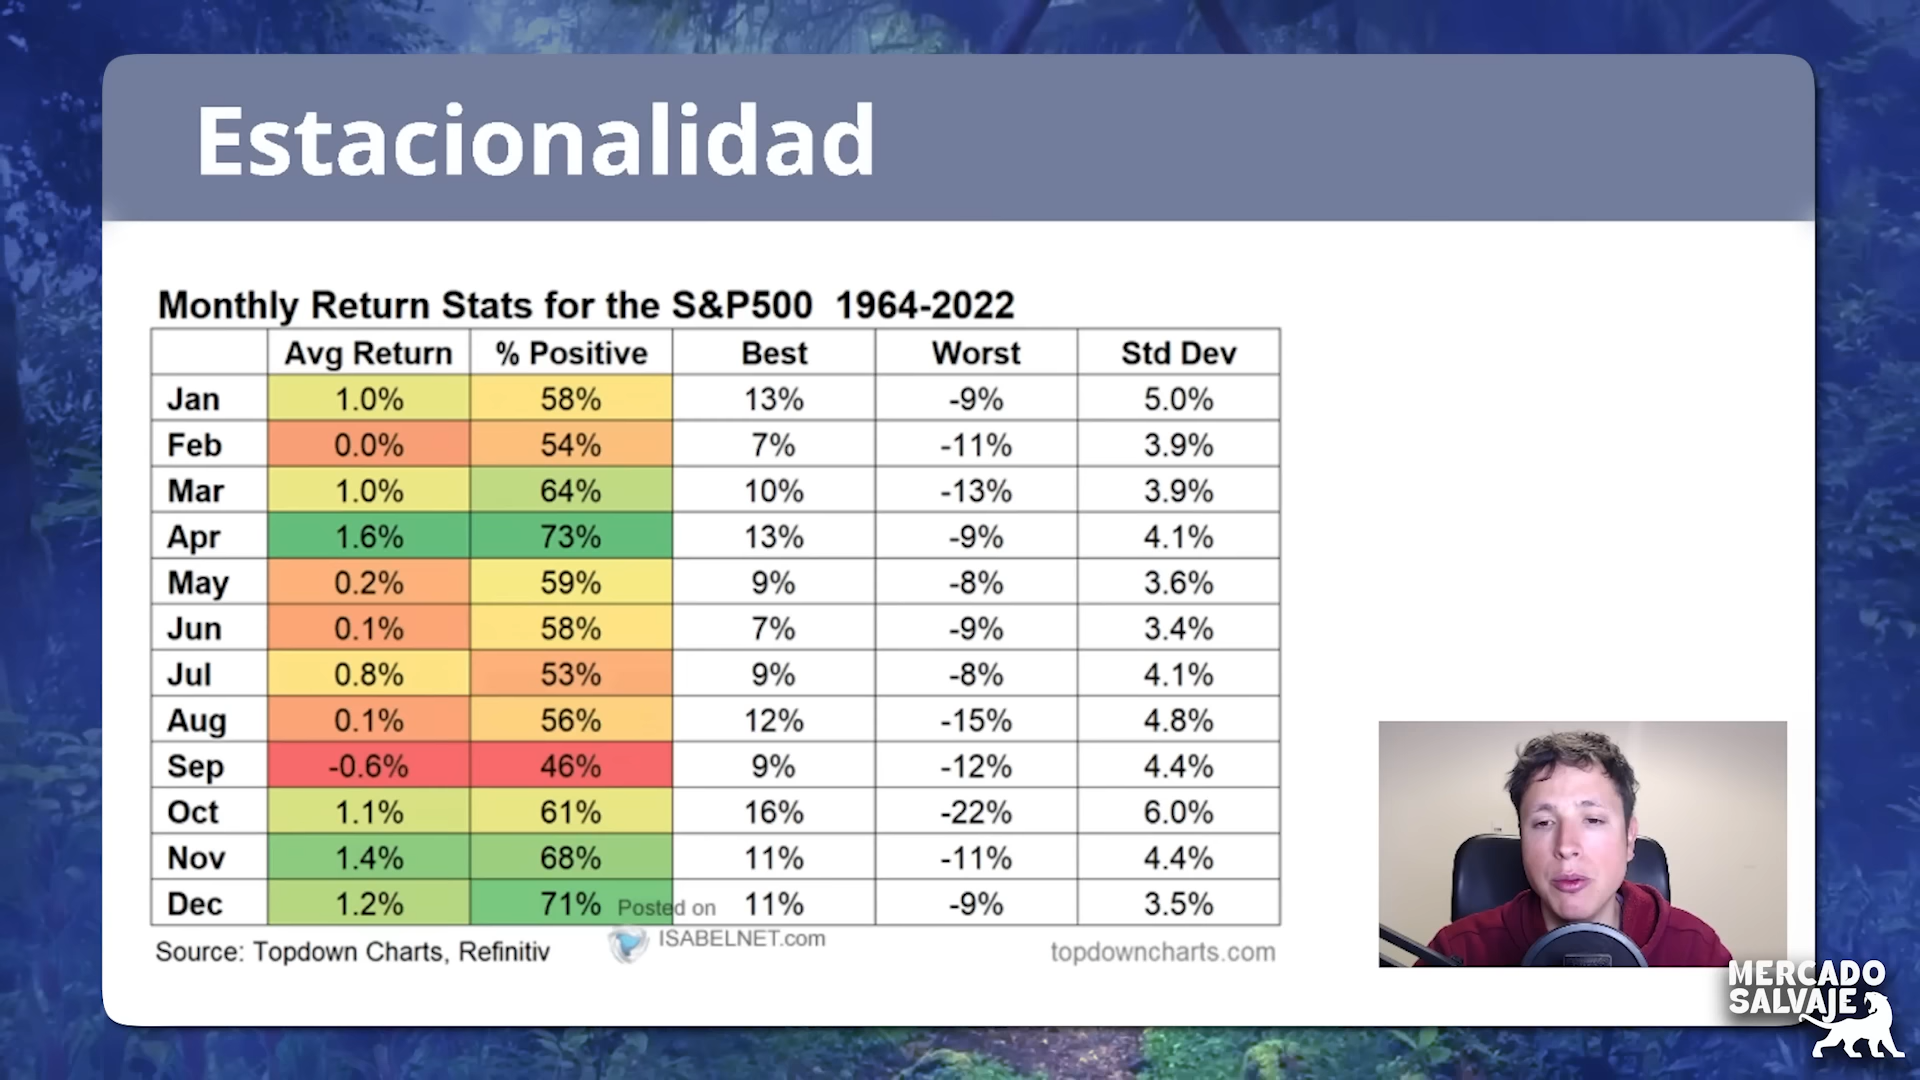 Estacionalidad
Monthly Return Stats for the S&P500 1964-2022
Avg Return % Positive Best Worst Std Dev
Jan 1.0% 58% 13% -9% 5.0%
Feb 0.0% 54% 7% -11% 3.9%
Mar 1.0% 64% 10% -13% 3.9%
Apr 1.6% 73% 13% -9% 4.1%
May 0.2% 59% 9% -8% 3.6%
Jun 0.1% 58% 7% -9% 3.4%
Jul 0.8% 53% 9% -8% 4.1%
Aug 0.1% 56% 12% -15% 4.8%
Sep -0.6% 46% 9% -12% 4.4%
Oct 1.1% 61% 16% -22% 6.0%
Nov 1.4% 68% 11% -11% 4.4%
Dec 1.2% 71% 11% -9% 3.5%
Posted on
ISABELNET.com
Source: Topdown Charts, Refinitiv
topdowncharts.com
MERCADO
SALVAJE